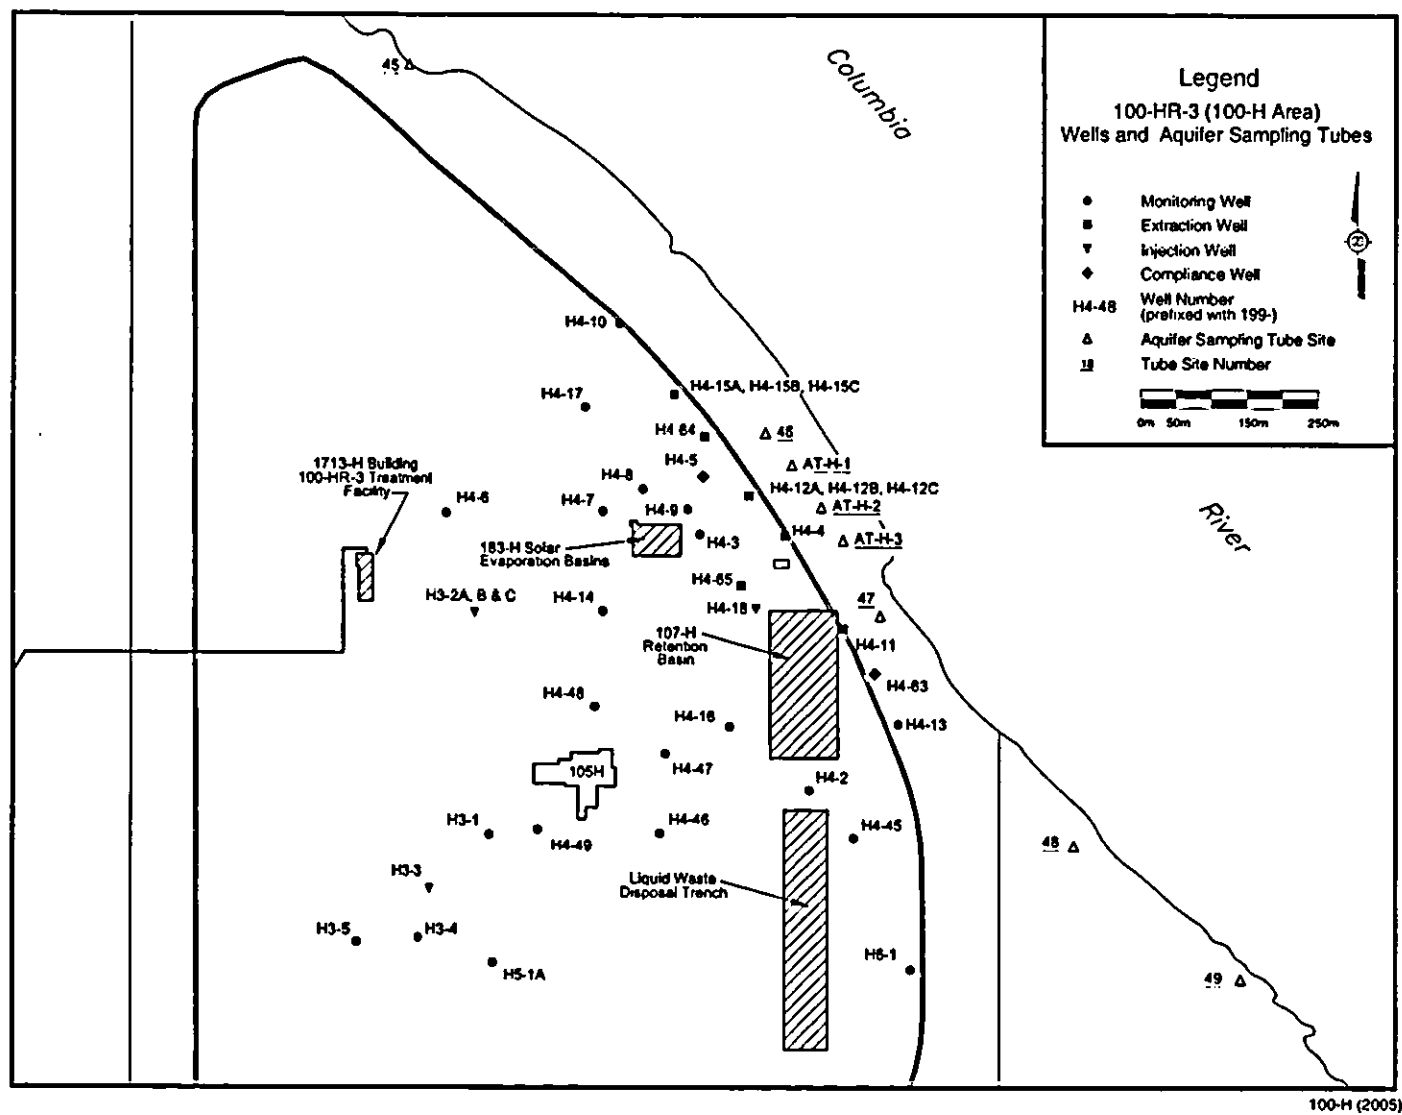 45
Columbia
Legend
100-HR-3 (100-H Area)
Wells and Aquifer Sampling Tubes
Monitoring Well
Extraction Well
Injection Well
Compliance Well
H4-48 Well Number
(prefixed with 199-)
Aquifer Sampling Tube Site
18 Tube Site Number
0m 50m 150m 250m
H4-10
H4-15A, H4-15B, H4-15C
H4-17
H4-64
46
H4-5
AT-H-1
1713-H Building
100-HR-3 Treatment
Facility
H4-6
H4-8
H4-7
H4-9
H4-12A, H4-12B, H4-12C
AT-H-2
H4-4
H4-3
AT-H-3
River
183-H Solar
Evaporation Basins
H4-65
H3-2A, B & C
H4-14
H4-18
47
107-H
Retention
Basin
H4-11
H4-63
H4-48
H4-16
H4-13
H4-47
105H
H4-2
H3-1
H4-49
H4-46
H4-45
48
H3-3
Liquid Waste
Disposal Trench
H3-5
H3-4
H5-1A
H6-1
49
100-H (2005)